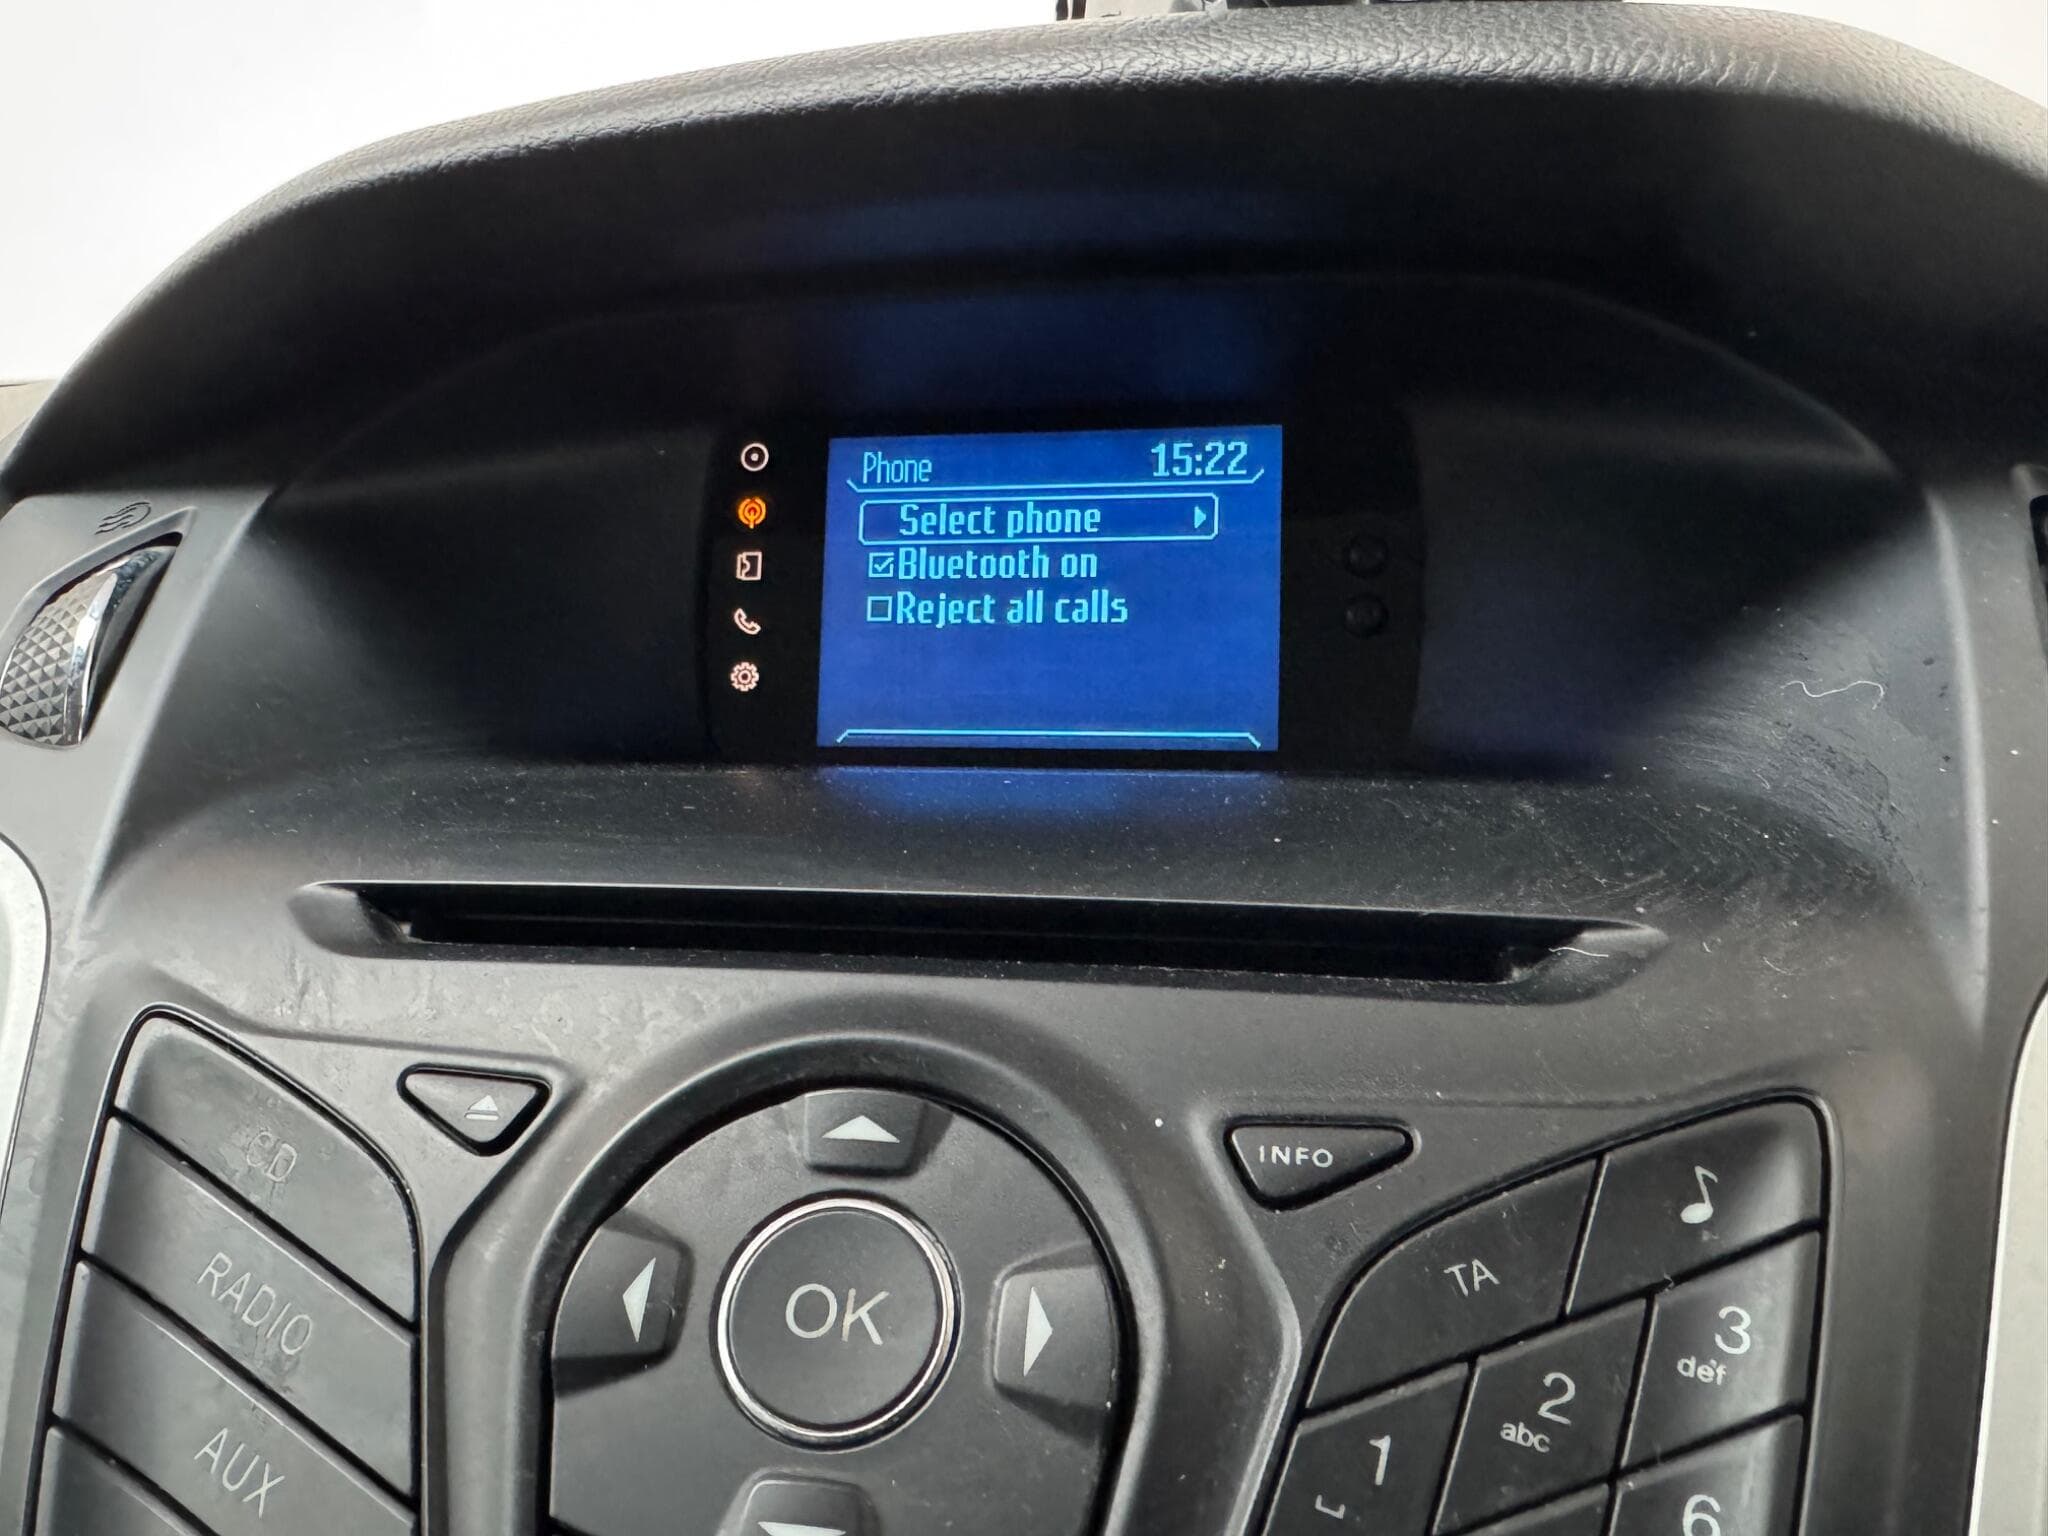 Phone 15:22
Select phone
Bluetooth on
Reject all calls
CD
INFO
RADIO
OK
TA
3
def
AUX
2
abc
1
6